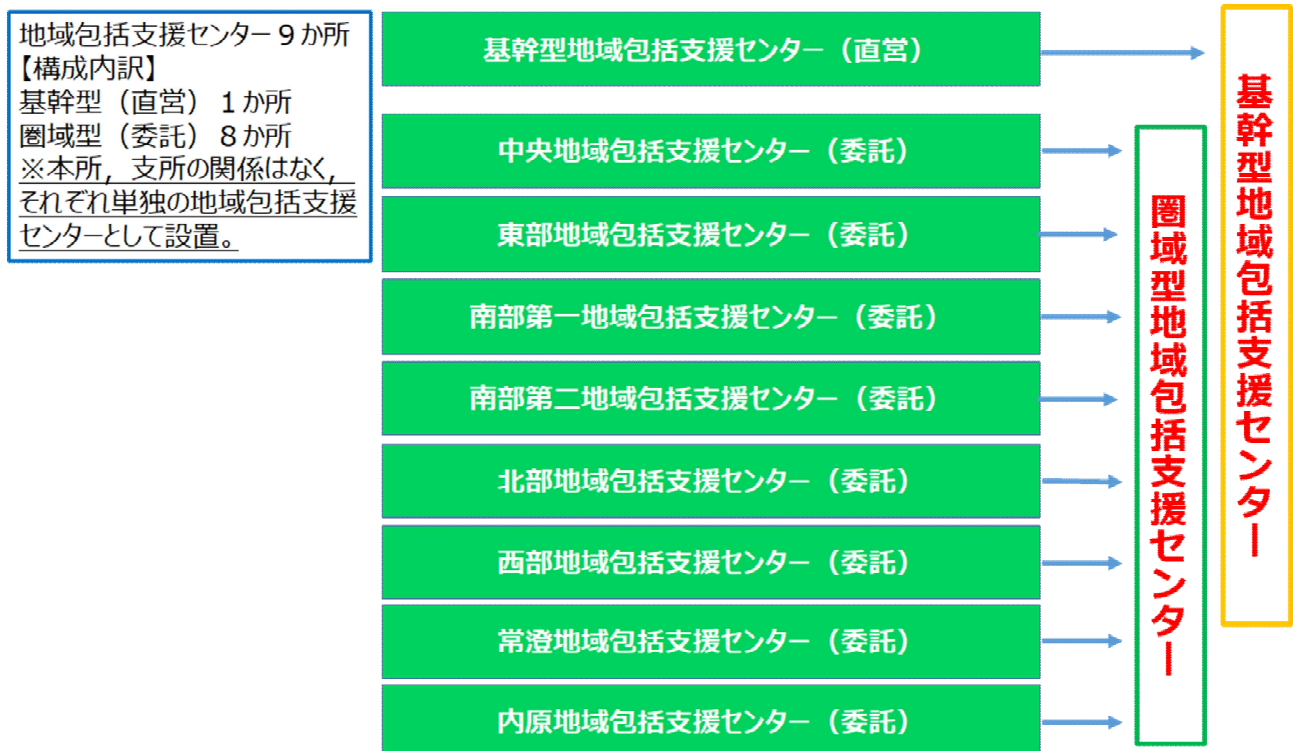 地域包括支援センター９か所
【構成内訳】
基幹型（直営）１か所
圏域型（委託）８か所
※本所，支所の関係はなく，
それぞれ単独の地域包括支援
センターとして設置。
基幹型地域包括支援センター（直営）
中央地域包括支援センター（委託）
東部地域包括支援センター（委託）
南部第一地域包括支援センター（委託）
南部第二地域包括支援センター（委託）
北部地域包括支援センター（委託）
西部地域包括支援センター（委託）
常澄地域包括支援センター（委託）
内原地域包括支援センター（委託）
圏域型地域包括支援センター
基幹型地域包括支援センター